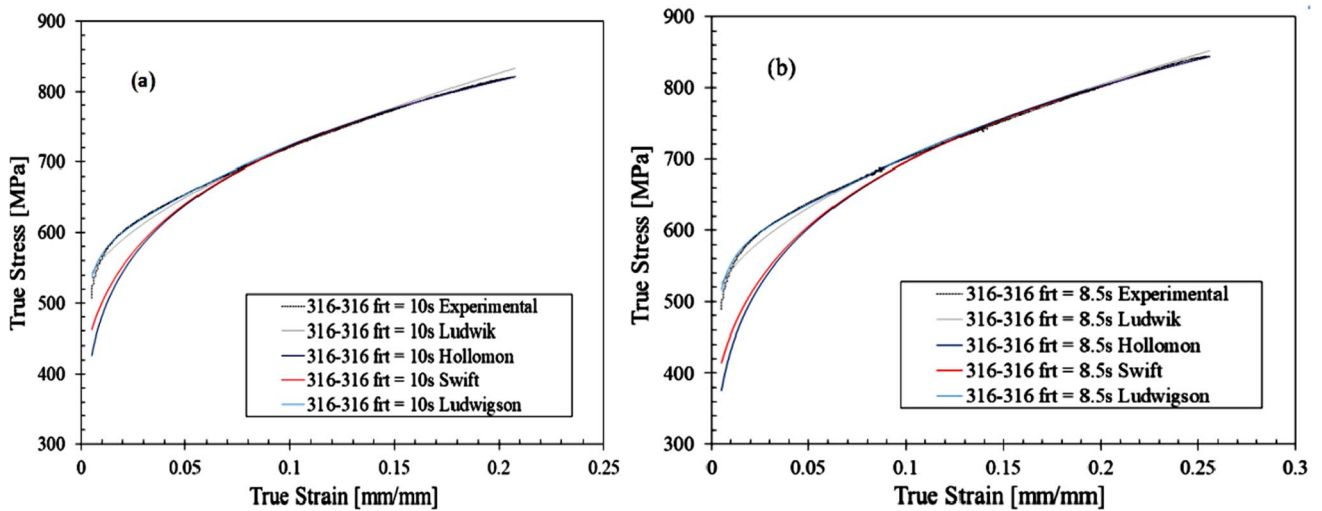 900
800
700
600
500
400
300
True Stress [MPa]
(a)
316-316 frt = 10s Experimental
316-316 frt = 10s Ludwik
316-316 frt = 10s Hollomon
316-316 frt = 10s Swift
316-316 frt = 10s Ludwigson
0 0.05 0.1 0.15 0.2 0.25
True Strain [mm/mm]
900
800
700
600
500
400
300
True Stress [MPa]
(b)
316-316 frt = 8.5s Experimental
316-316 frt = 8.5s Ludwik
316-316 frt = 8.5s Hollomon
316-316 frt = 8.5s Swift
316-316 frt = 8.5s Ludwigson
0 0.05 0.1 0.15 0.2 0.25 0.3
True Strain [mm/mm]